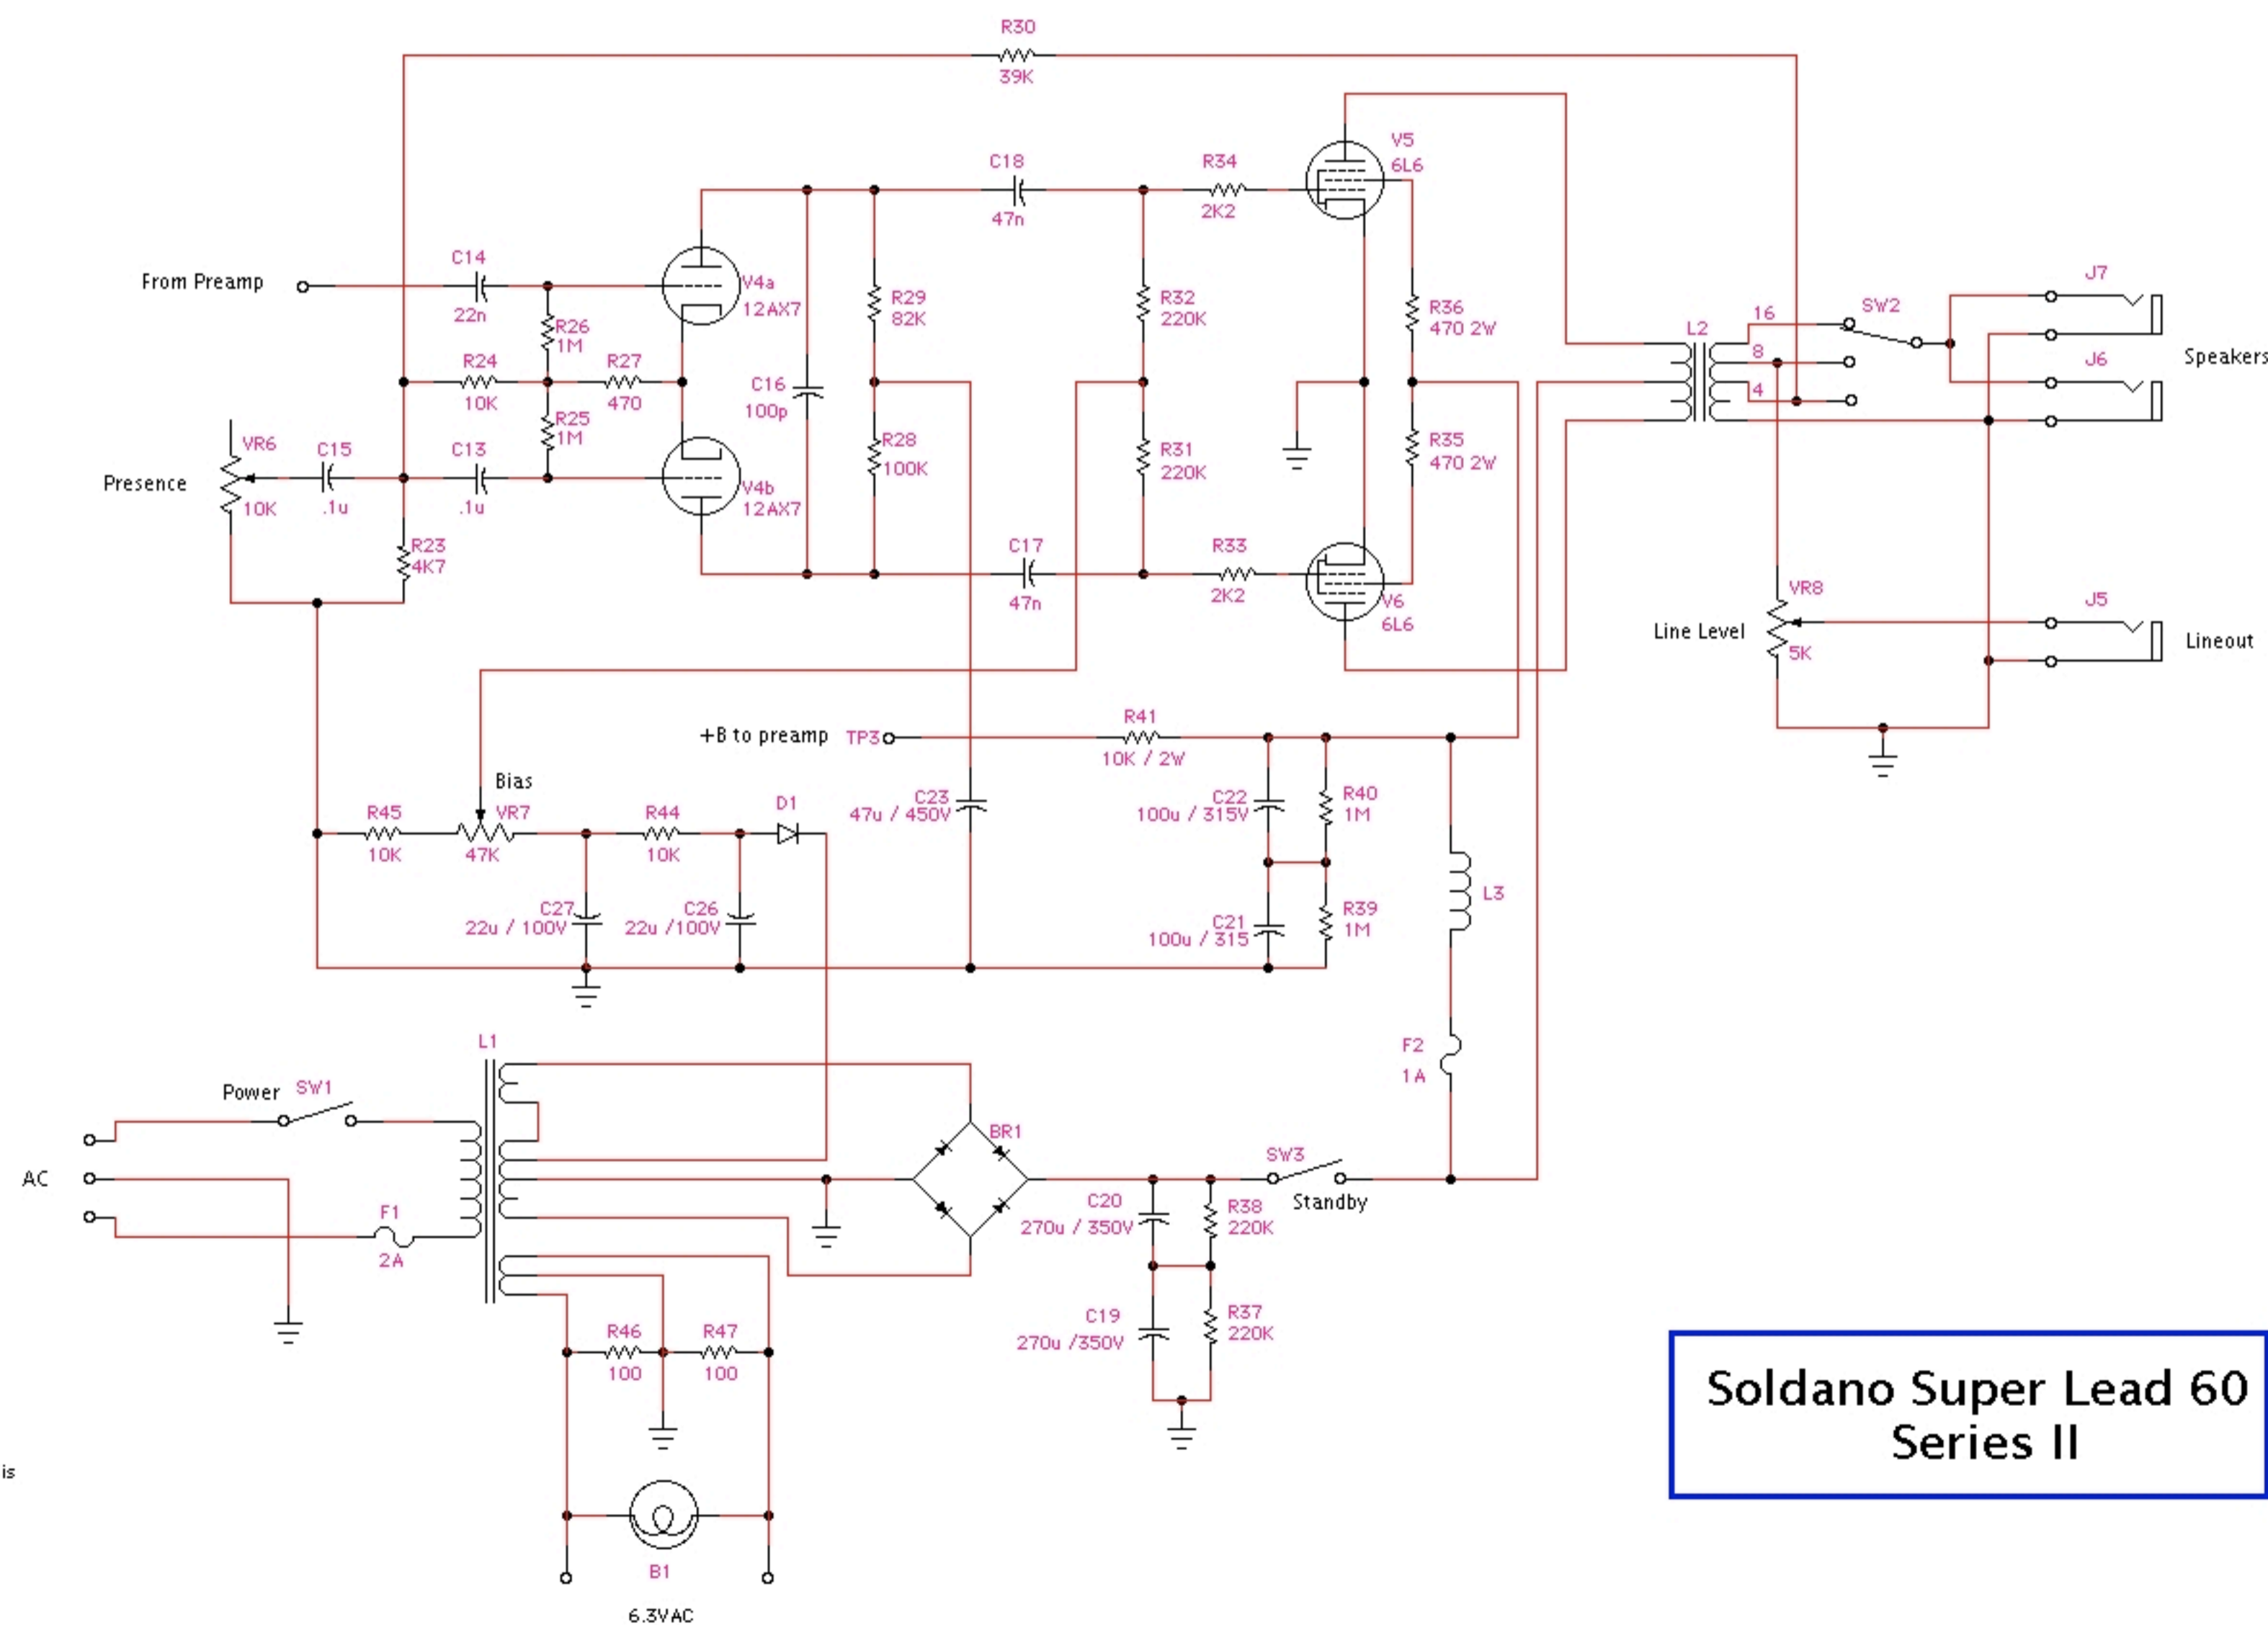 R30
39K
C18
47n
R34
2K2
V5
6L6
From Preamp
C14
22n
V4a
12AX7
R26
1M
R29
82K
R32
220K
R36
470 2W
R24
10K
R27
470
C16
100p
L2
16
8
4
SW2
J7
J6
Speakers
VR6
10K
Presence
C15
.1u
C13
.1u
R25
1M
V4b
12AX7
R28
100K
R31
220K
R35
470 2W
R23
4K7
C17
47n
R33
2K2
V6
6L6
VR8
5K
Line Level
J5
Lineout
+B to preamp
TP3
R41
10K / 2W
Bias
R45
10K
VR7
47K
R44
10K
D1
C23
47u / 450V
C22
100u / 315V
R40
1M
C27
22u / 100V
C26
22u /100V
C21
100u / 315
R39
1M
L3
F2
1A
L1
Power
SW1
AC
F1
2A
BR1
SW3
Standby
C20
270u / 350V
R38
220K
C19
270u /350V
R37
220K
R46
100
R47
100
B1
6.3VAC
is
Soldano Super Lead 60
Series II